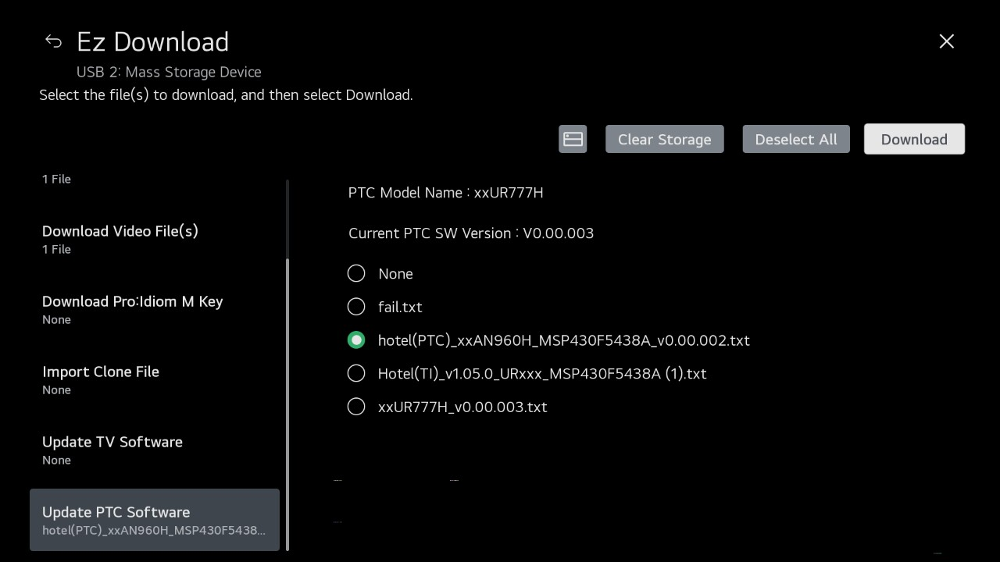 Ez Download
USB 2: Mass Storage Device
Select the file(s) to download, and then select Download.
Clear Storage
Deselect All
Download
1 File
Download Video File(s)
1 File
Download Pro:Idiom M Key
None
Import Clone File
None
Update TV Software
None
Update PTC Software
hotel(PTC)_xxAN960H_MSP430F5438...
PTC Model Name : xxUR777H
Current PTC SW Version : V0.00.003
None
fail.txt
hotel(PTC)_xxAN960H_MSP430F5438A_v0.00.002.txt
Hotel(TI)_v1.05.0_URxxx_MSP430F5438A (1).txt
xxUR777H_v0.00.003.txt